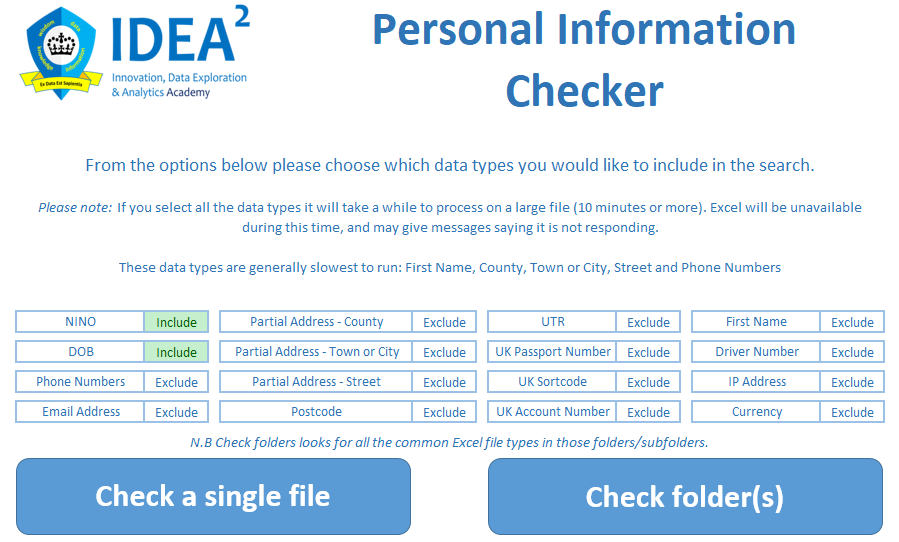 wisdom
data
knowledge
information
Ex Data Est Sapientia
IDEA2
Innovation, Data Exploration
& Analytics Academy
Personal Information
Checker
From the options below please choose which data types you would like to include in the search.
Please note: If you select all the data types it will take a while to process on a large file (10 minutes or more). Excel will be unavailable
during this time, and may give messages saying it is not responding.
These data types are generally slowest to run: First Name, County, Town or City, Street and Phone Numbers
NINO Include Partial Address - County Exclude UTR Exclude First Name Exclude
DOB Include Partial Address - Town or City Exclude UK Passport Number Exclude Driver Number Exclude
Phone Numbers Exclude Partial Address - Street Exclude UK Sortcode Exclude IP Address Exclude
Email Address Exclude Postcode Exclude UK Account Number Exclude Currency Exclude
N.B Check folders looks for all the common Excel file types in those folders/subfolders.
Check a single file Check folder(s)